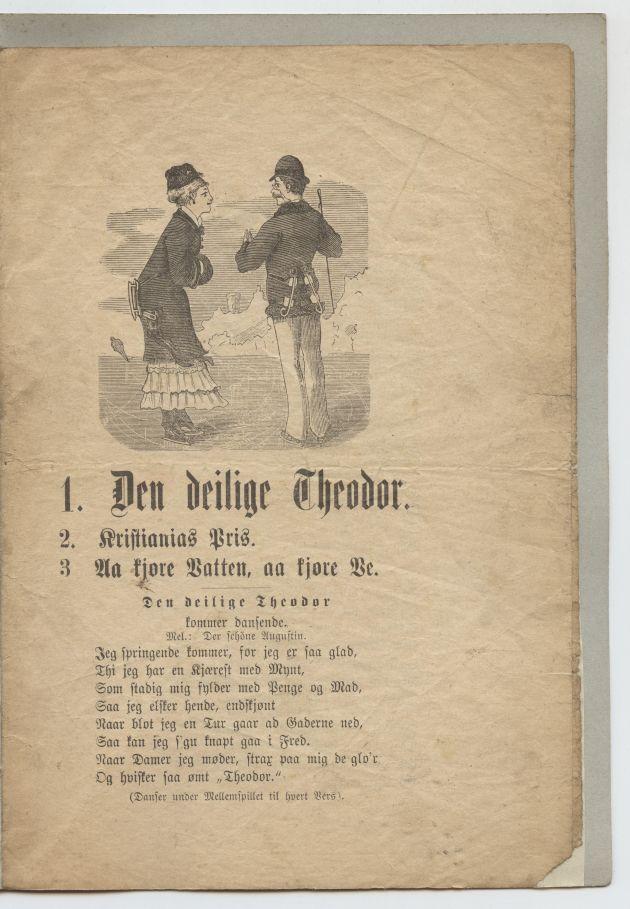 1. Den deilige Theodor.
2. Kristianias Pris.
3 Aa kjøre Vatten, aa kjøre Ve.
Den deilige Theodor
kommer dansende.
Mel.: Der schöne Augustin.
Jeg springende kommer, for jeg er saa glad,
Thi jeg har en Kjærest med Mynt,
Som stadig mig fylder med Penge og Mad,
Saa jeg elsker hende, endskjønt
Naar blot jeg en Tur gaar ad Gaderne ned,
Saa kan jeg s'gu knapt gaa i Fred.
Naar Damer jeg møder, strax paa mig de glo'r
Og hvisker saa ømt „Theodor.“
(Danser under Mellemspillet til hvert Vers).